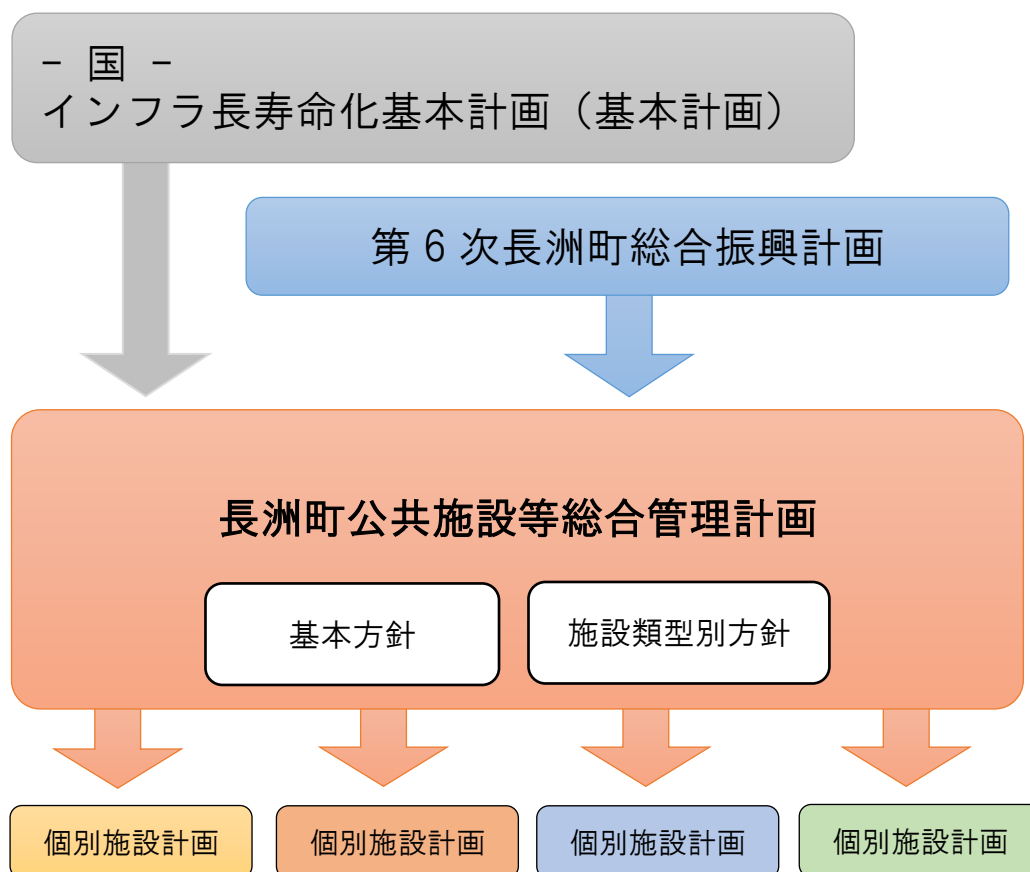 - 国 -
インフラ長寿命化基本計画（基本計画）
第６次長洲町総合振興計画
長洲町公共施設等総合管理計画
基本方針
施設類型別方針
個別施設計画
個別施設計画
個別施設計画
個別施設計画